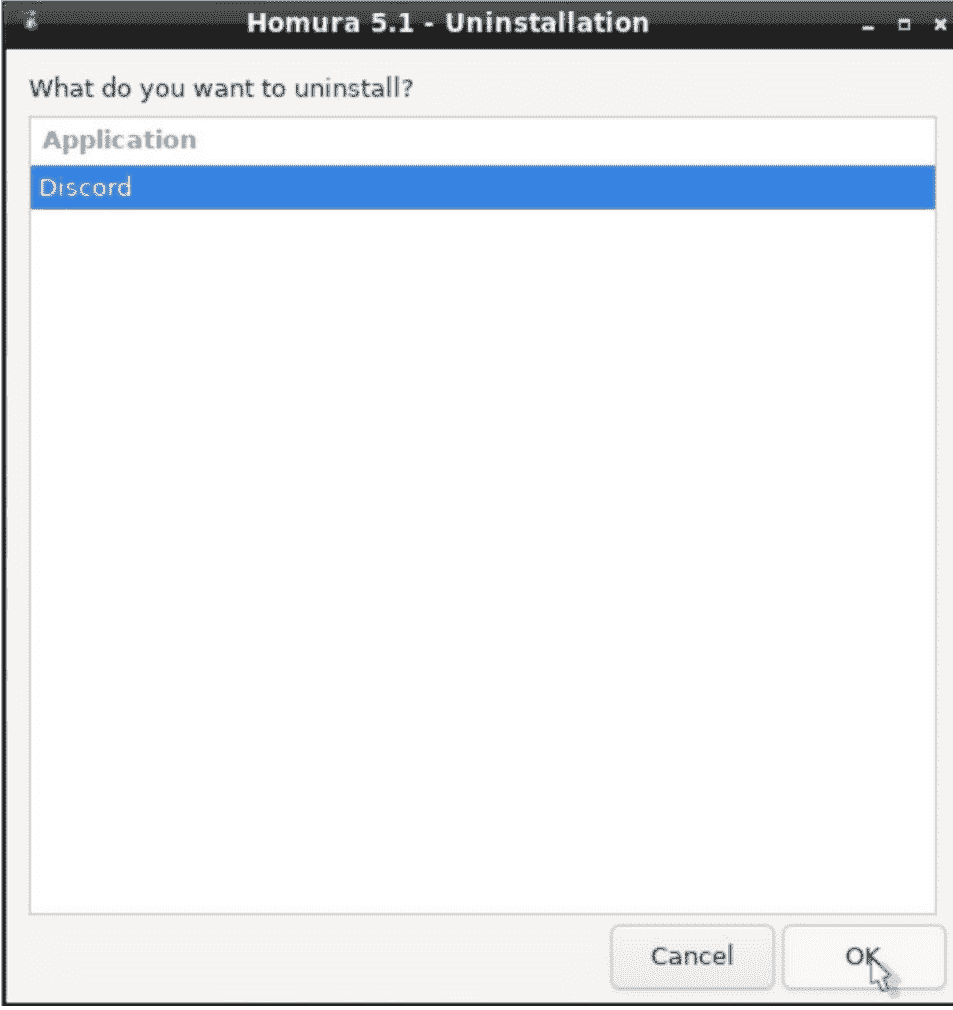 Homura 5.1 - Uninstallation
What do you want to uninstall?
Application
Discord
Cancel OK